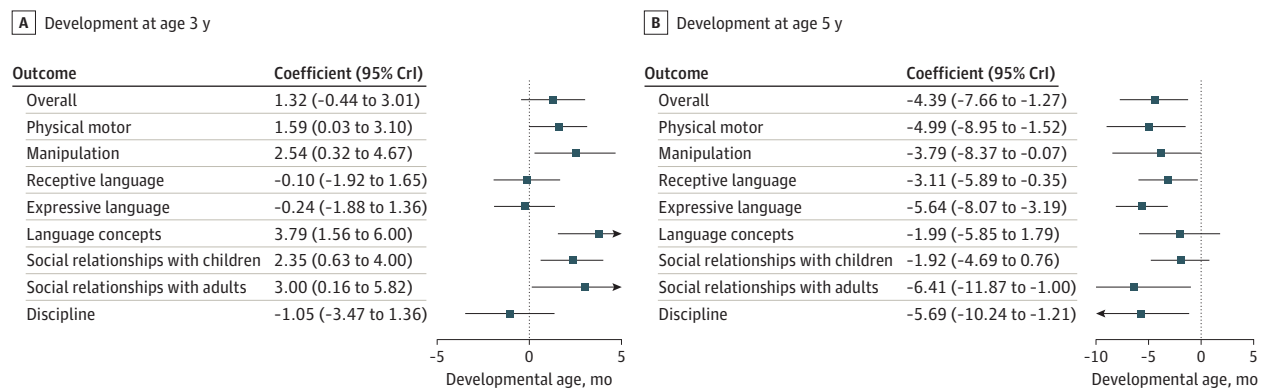 A Development at age 3 y
Outcome Coefficient (95% CrI)
Overall 1.32 (-0.44 to 3.01)
Physical motor 1.59 (0.03 to 3.10)
Manipulation 2.54 (0.32 to 4.67)
Receptive language -0.10 (-1.92 to 1.65)
Expressive language -0.24 (-1.88 to 1.36)
Language concepts 3.79 (1.56 to 6.00)
Social relationships with children 2.35 (0.63 to 4.00)
Social relationships with adults 3.00 (0.16 to 5.82)
Discipline -1.05 (-3.47 to 1.36)
-5 0 5
Developmental age, mo
B Development at age 5 y
Outcome Coefficient (95% CrI)
Overall -4.39 (-7.66 to -1.27)
Physical motor -4.99 (-8.95 to -1.52)
Manipulation -3.79 (-8.37 to -0.07)
Receptive language -3.11 (-5.89 to -0.35)
Expressive language -5.64 (-8.07 to -3.19)
Language concepts -1.99 (-5.85 to 1.79)
Social relationships with children -1.92 (-4.69 to 0.76)
Social relationships with adults -6.41 (-11.87 to -1.00)
Discipline -5.69 (-10.24 to -1.21)
-10 -5 0 5
Developmental age, mo